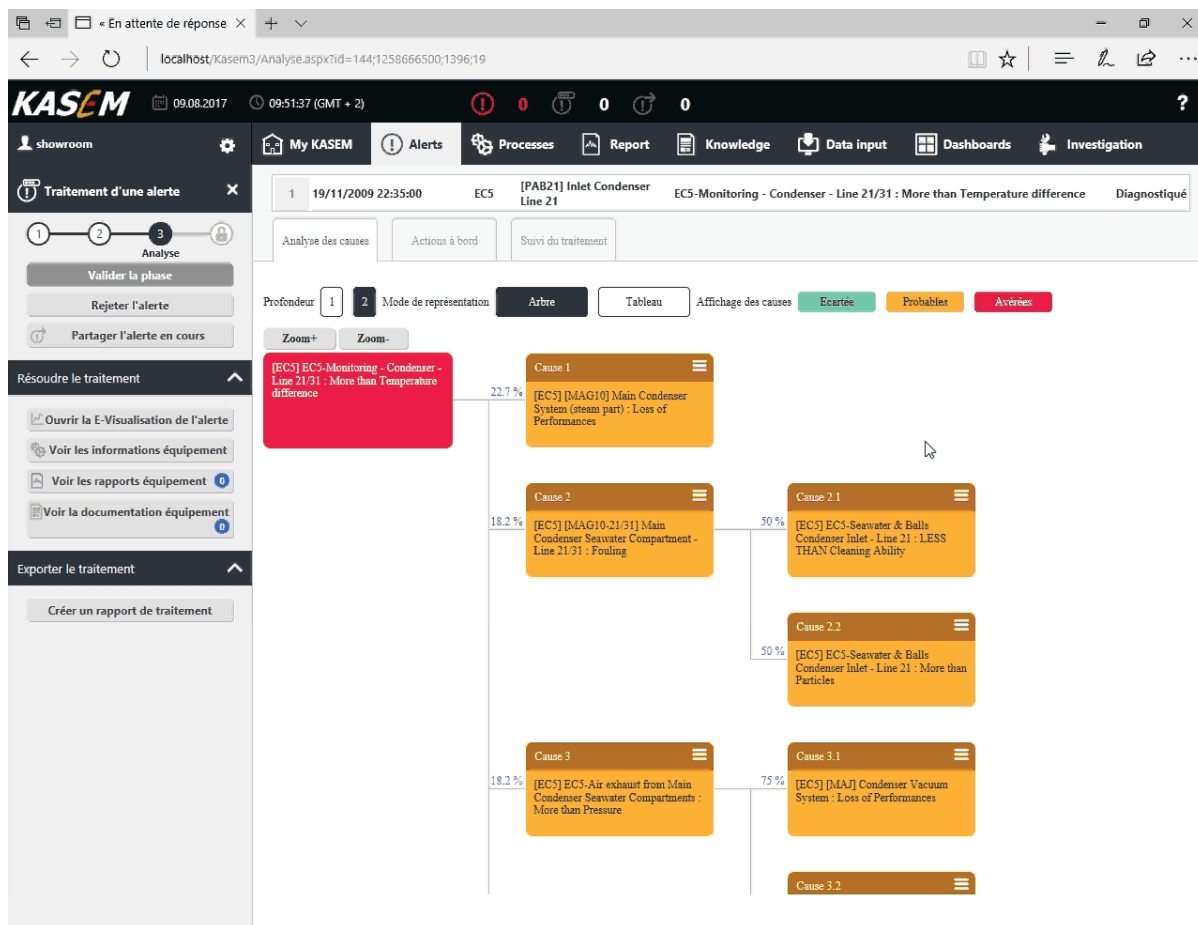 « En attente de réponse
localhost/Kasem3/Analyse.aspx?id=144;1258666500;1396;19
KASEM 09.08.2017 09:51:37 (GMT + 2) 0 0 0 ?
showroom
My KASEM Alerts Processes Report Knowledge Data input Dashboards Investigation
Traitement d'une alerte
1 2 3
Analyse
Valider la phase
Rejeter l'alerte
Partager l'alerte en cours
Résoudre le traitement
Ouvrir la E-Visualisation de l'alerte
Voir les informations équipement
Voir les rapports équipement 0
Voir la documentation équipement
0
Exporter le traitement
Créer un rapport de traitement
1 19/11/2009 22:35:00 EC5 [PAB21] Inlet Condenser
Line 21
EC5-Monitoring - Condenser - Line 21/31 : More than Temperature difference Diagnostiqué
Analyse des causes Actions à bord Suivi du traitement
Profondeur 1 2 Mode de représentation Arbre Tableau Affichage des causes Ecartée Probables Avérées
Zoom+ Zoom-
[EC5] EC5-Monitoring - Condenser -
Line 21/31 : More than Temperature
difference
22.7 %
Cause 1
[EC5] [MAG10] Main Condenser
System (steam part) : Loss of
Performances
18.2 %
Cause 2
[EC5] [MAG10-21/31] Main
Condenser Seawater Compartment -
Line 21/31 : Fouling
50 %
Cause 2.1
[EC5] EC5-Seawater & Balls
Condenser Inlet - Line 21 : LESS
THAN Cleaning Ability
50 %
Cause 2.2
[EC5] EC5-Seawater & Balls
Condenser Inlet - Line 21 : More than
Particles
18.2 %
Cause 3
[EC5] EC5-Air exhaust from Main
Condenser Seawater Compartments :
More than Pressure
75 %
Cause 3.1
[EC5] [MAJ] Condenser Vacuum
System : Loss of Performances
Cause 3.2